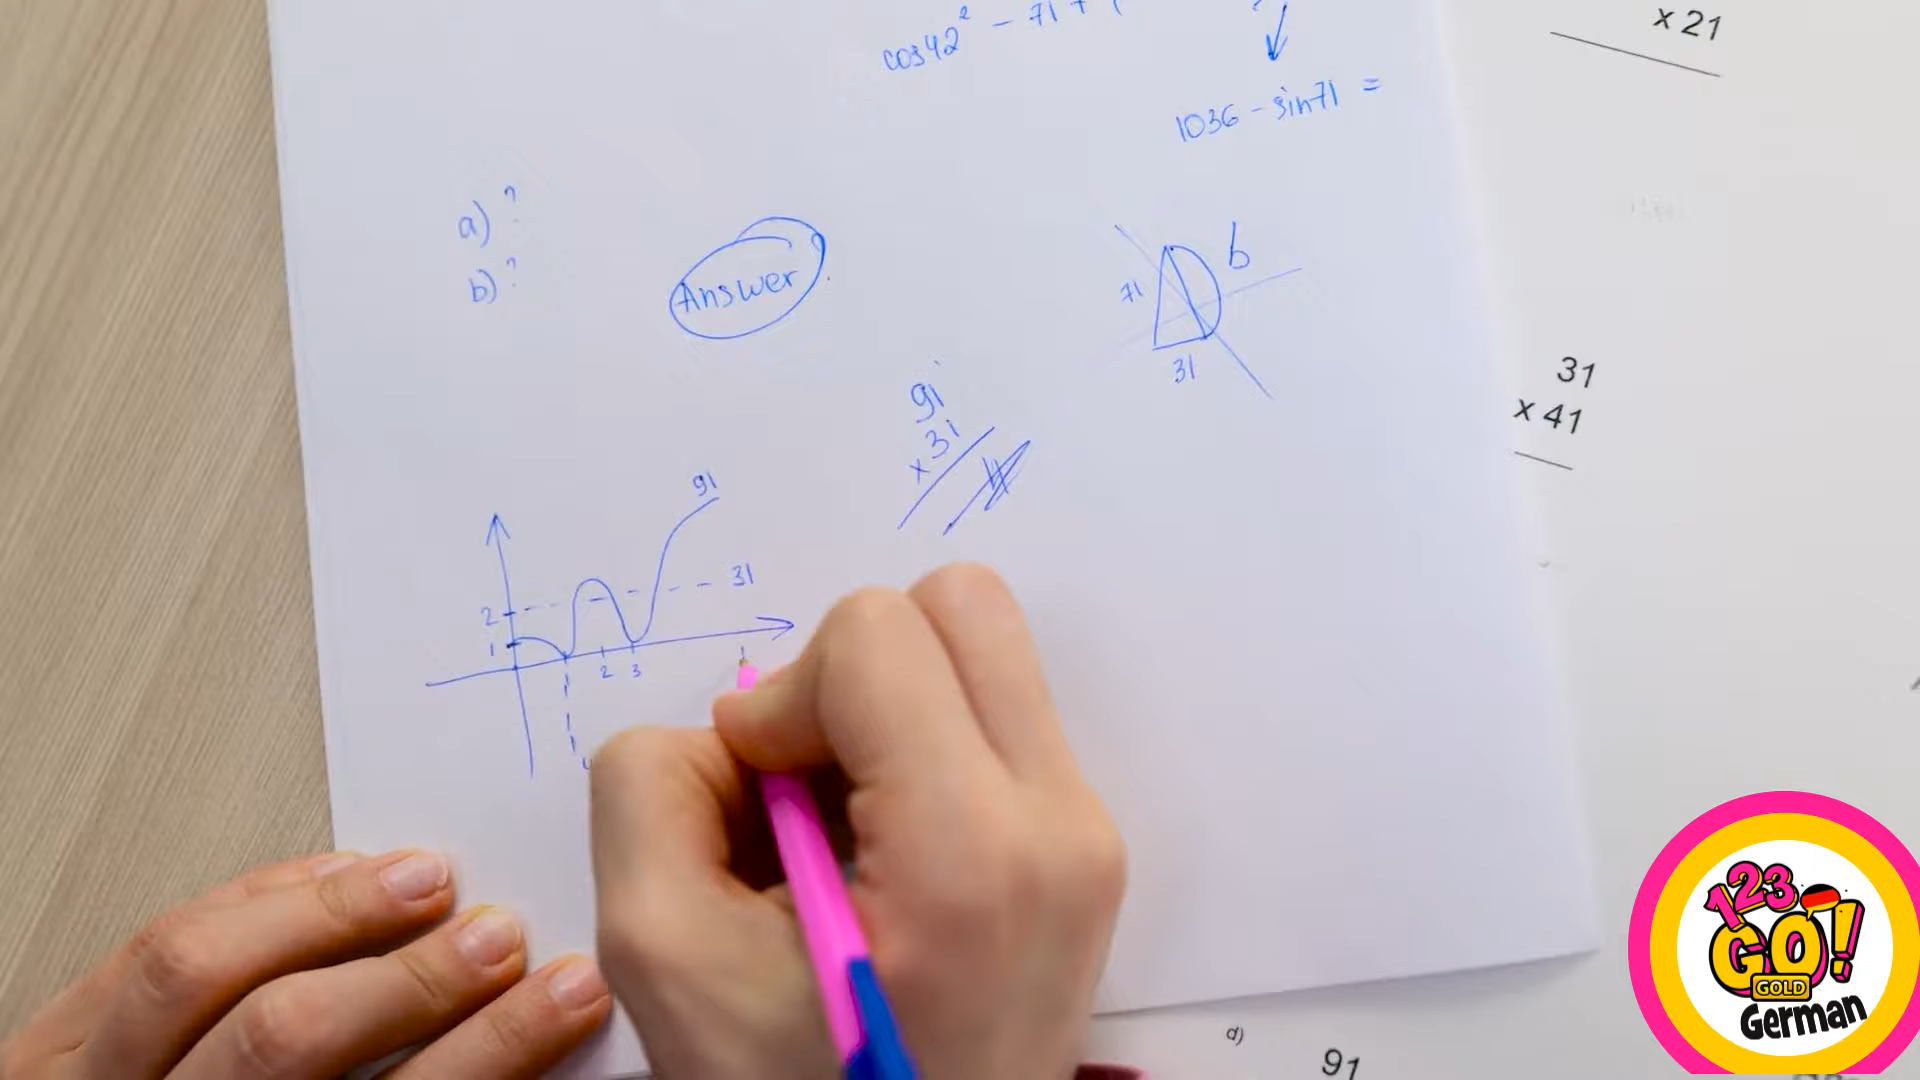 cos42² - 71 +
x 21
1036 - sin71 =
a) ?
b) ?
Answer
b
71
31
31
x 41
91
x 31
91
31
2
1
1 2 3
d)
91
123
GO!
GOLD
German